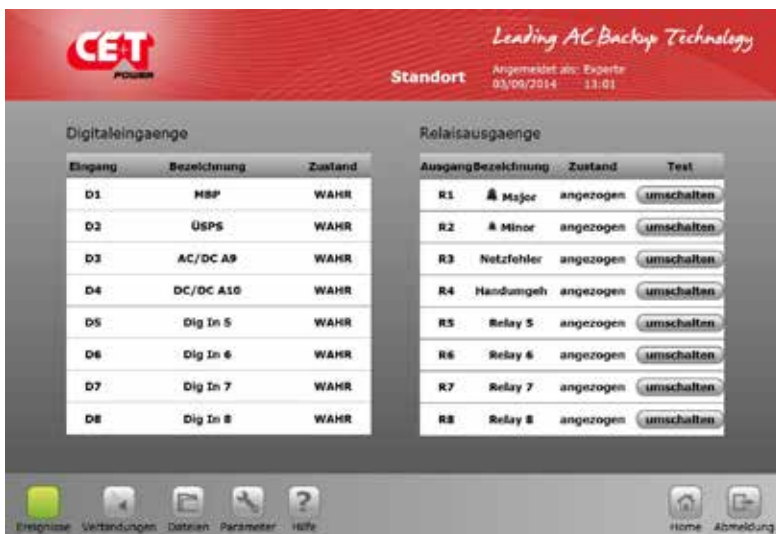 CE+T
POWER
Leading AC Backup Technology
Standort
Angemeldet als: Experte
03/09/2014 13:01
Digitaleingaenge
Relaisausgaenge
Eingang Bezeichnung Zustand
Ausgang Bezeichnung Zustand Test
D1 MBP WAHR
R1 Major angezogen umschalten
D2 ÜSPS WAHR
R2 Minor angezogen umschalten
D3 AC/DC A9 WAHR
R3 Netzfehler angezogen umschalten
D4 DC/DC A10 WAHR
R4 Handumgeh angezogen umschalten
D5 Dig In 5 WAHR
R5 Relay 5 angezogen umschalten
D6 Dig In 6 WAHR
R6 Relay 6 angezogen umschalten
D7 Dig In 7 WAHR
R7 Relay 7 angezogen umschalten
D8 Dig In 8 WAHR
R8 Relay 8 angezogen umschalten
Ereignisse Dateien Parameter Hilfe Home Abmeldung